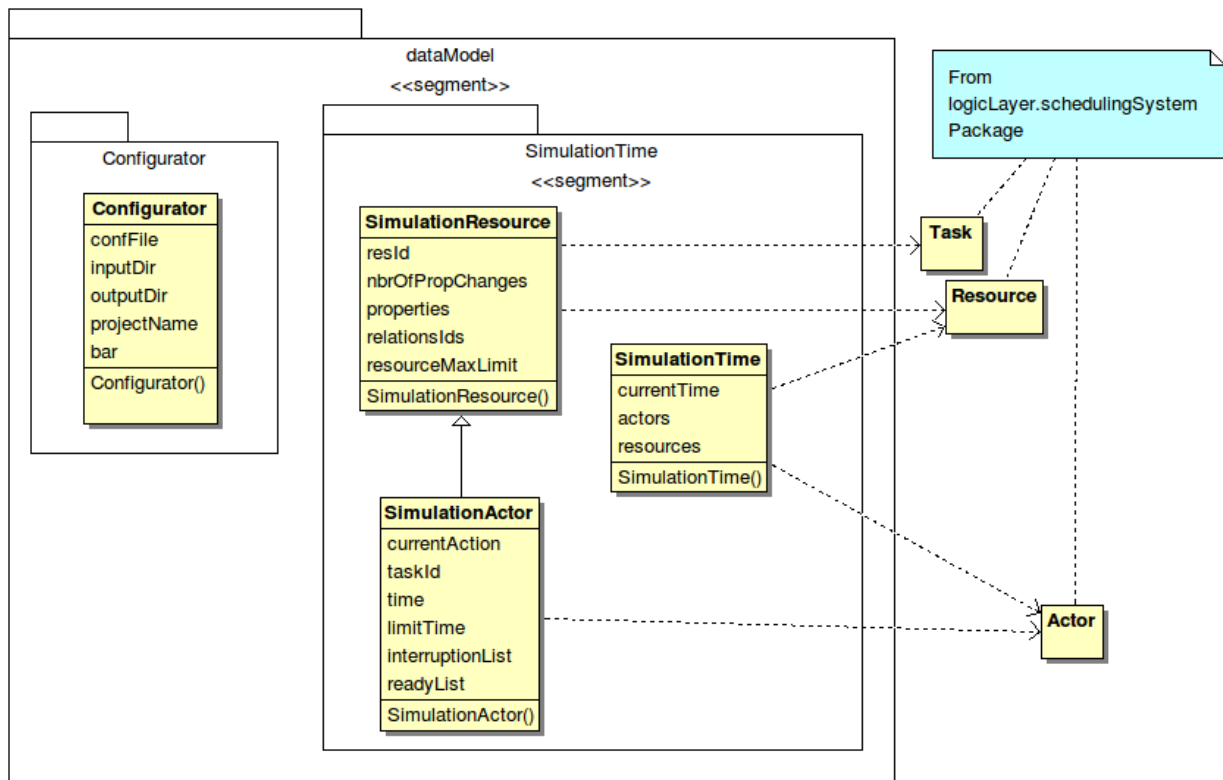 dataModel
<<segment>>
From
logicLayer.schedulingSystem
Package
Configurator
Configurator
confFile
inputDir
outputDir
projectName
bar
Configurator()
SimulationTime
<<segment>>
SimulationResource
resId
nbrOfPropChanges
properties
relationsIds
resourceMaxLimit
SimulationResource()
SimulationTime
currentTime
actors
resources
SimulationTime()
SimulationActor
currentAction
taskId
time
limitTime
interruptionList
readyList
SimulationActor()
Task
Resource
Actor